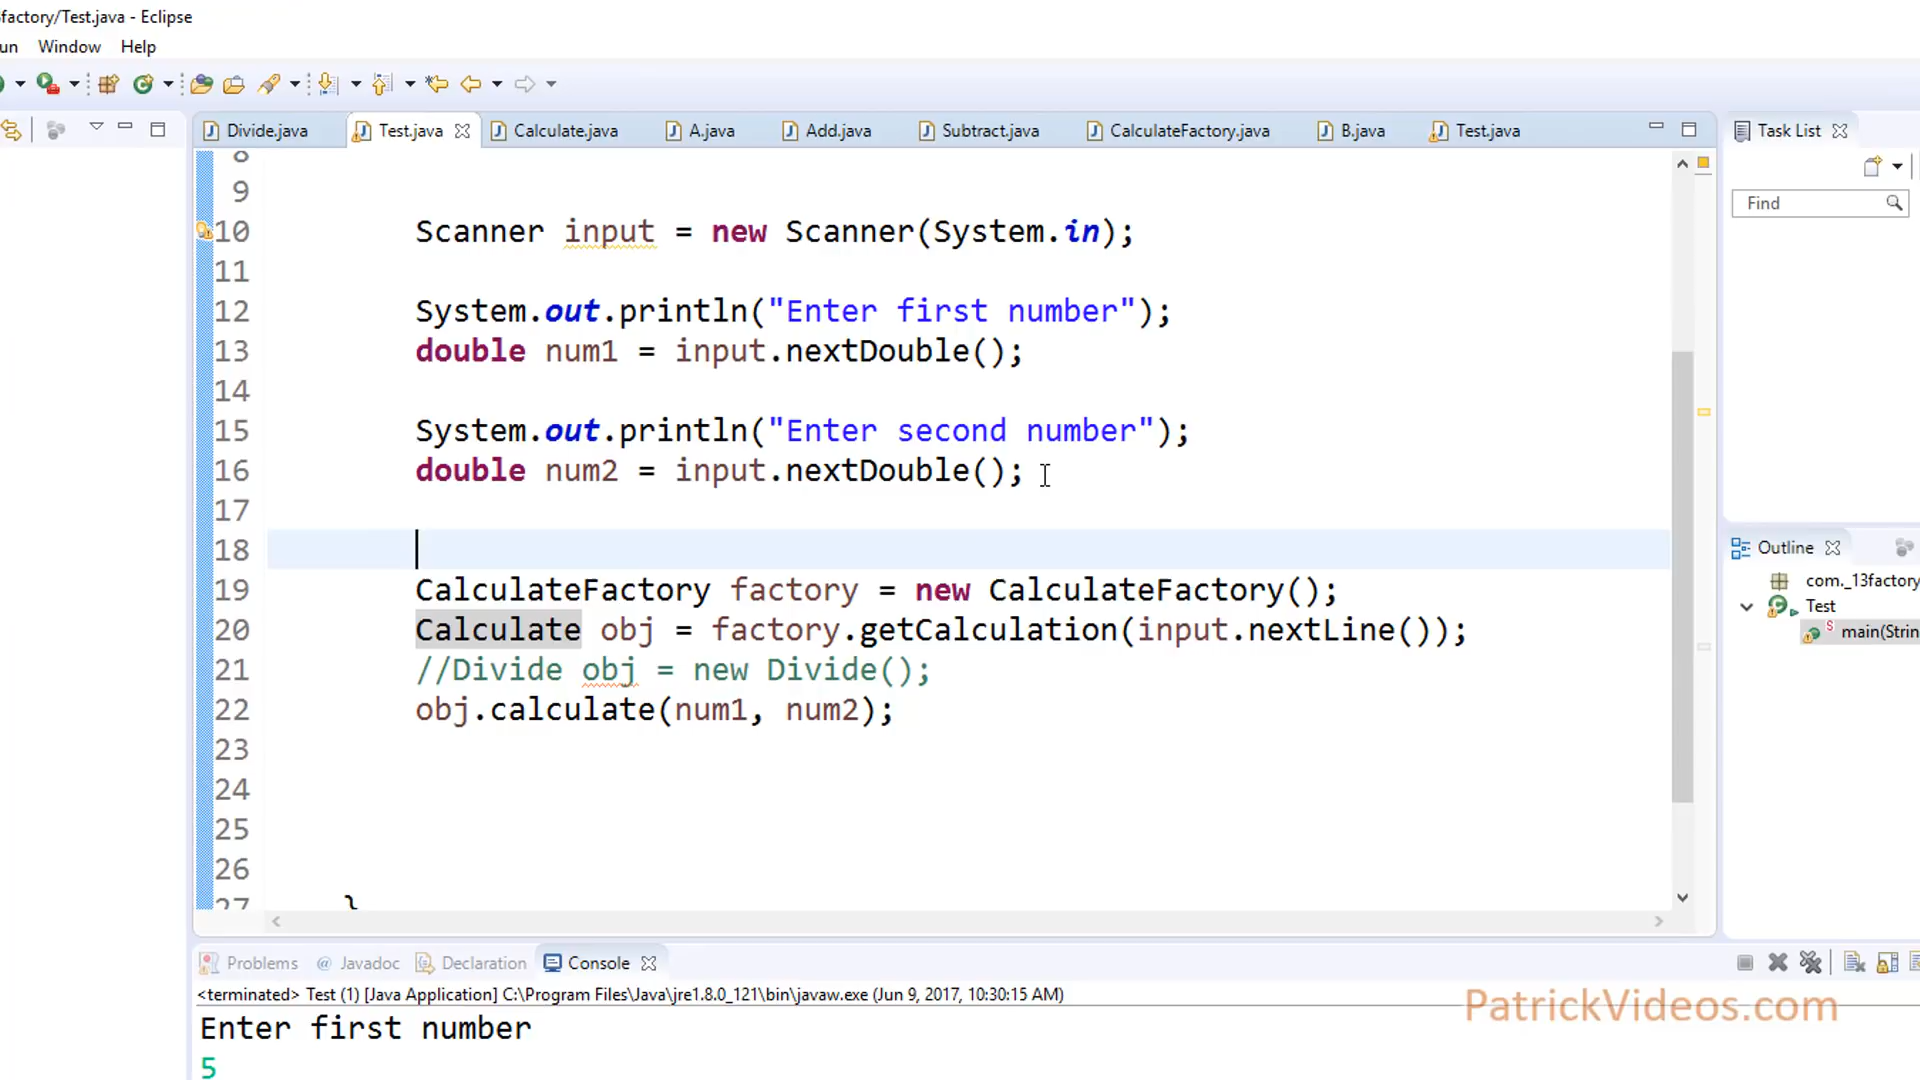 factory/Test.java - Eclipse
un Window Help
Divide.java Test.java Calculate.java A.java Add.java Subtract.java CalculateFactory.java B.java Test.java
Task List
Find
8
9
10 Scanner input = new Scanner(System.in);
11
12 System.out.println("Enter first number");
13 double num1 = input.nextDouble();
14
15 System.out.println("Enter second number");
16 double num2 = input.nextDouble();
17
18
19 CalculateFactory factory = new CalculateFactory();
20 Calculate obj = factory.getCalculation(input.nextLine());
21 //Divide obj = new Divide();
22 obj.calculate(num1, num2);
23
24
25
26
27 }
Outline
com._13factory
Test
main(Strin
Problems @ Javadoc Declaration Console
<terminated> Test (1) [Java Application] C:\Program Files\Java\jre1.8.0_121\bin\javaw.exe (Jun 9, 2017, 10:30:15 AM)
Enter first number
5
PatrickVideos.com